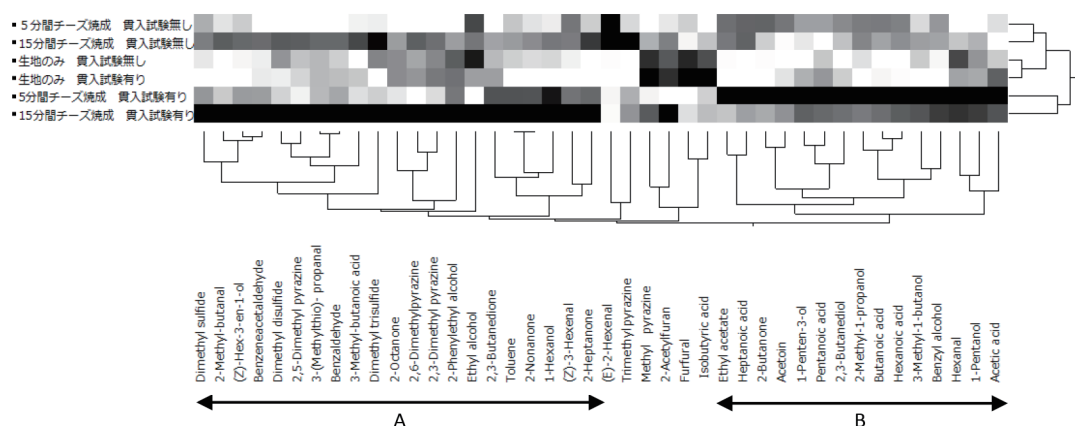 ▪５分間チーズ焼成　貫入試験無し
▪15分間チーズ焼成　貫入試験無し
▪生地のみ　貫入試験無し
▪生地のみ　貫入試験有り
▪5分間チーズ焼成　貫入試験有り
▪15分間チーズ焼成　貫入試験有り
Dimethyl sulfide
2-Methyl-butanal
(Z)-Hex-3-en-1-ol
Benzeneacetaldehyde
Dimethyl disulfide
2,5-Dimethyl pyrazine
3-(Methylthio)- propanal
Benzaldehyde
3-Methyl-butanoic acid
Dimethyl trisulfide
2-Octanone
2,6-Dimethylpyrazine
2,3-Dimethyl pyrazine
2-Phenylethyl alcohol
Ethyl alcohol
2,3-Butanedione
Toluene
2-Nonanone
1-Hexanol
(Z)-3-Hexenal
2-Heptanone
(E)-2-Hexenal
Trimethyl pyrazine
Methyl pyrazine
2-Acetylfuran
Furfural
Isobutyric acid
Ethyl acetate
Heptanoic acid
2-Butanone
Acetoin
1-Penten-3-ol
Pentanoic acid
2,3-Butanediol
2-Methyl-1-propanol
Butanoic acid
Hexanoic acid
3-Methyl-1-butanol
Benzyl alcohol
Hexanal
1-Pentanol
Acetic acid
A
B